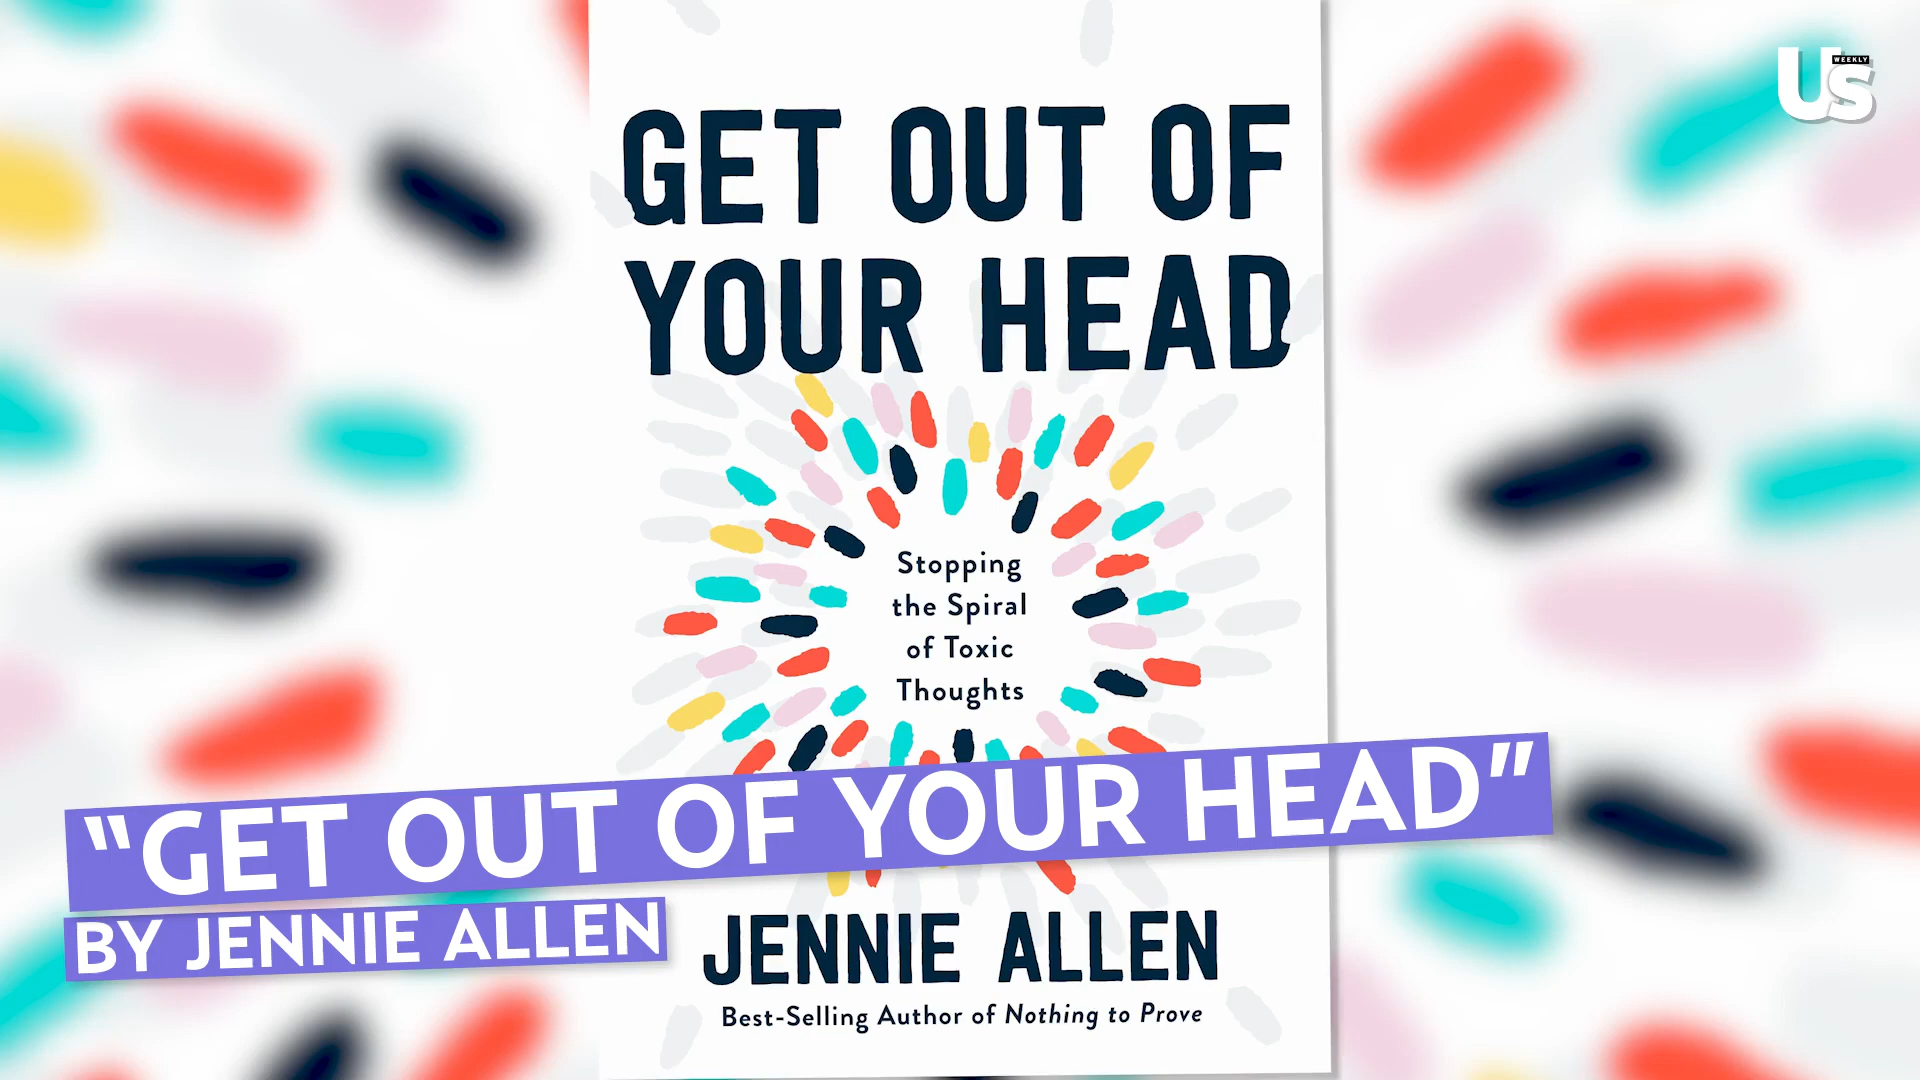 Us
WEEKLY
GET OUT OF
YOUR HEAD
Stopping
the Spiral
of Toxic
Thoughts
“GET OUT OF YOUR HEAD”
BY JENNIE ALLEN
JENNIE ALLEN
Best-Selling Author of Nothing to Prove